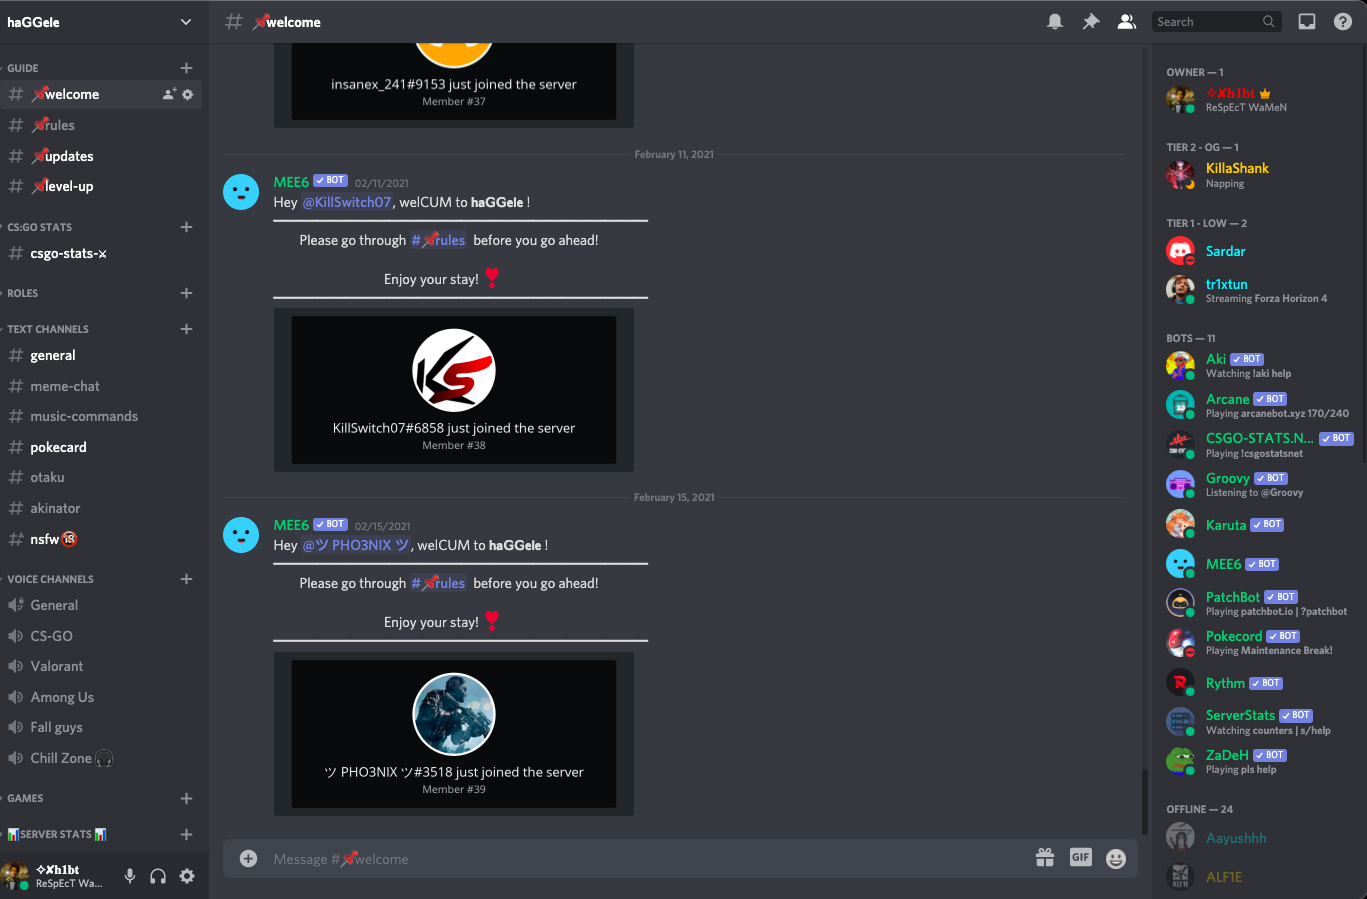 haGGele
GUIDE
# 📌welcome
# 📌rules
# 📌updates
# 📌level-up
CS:GO STATS
# csgo-stats-⚔
ROLES
TEXT CHANNELS
# general
# meme-chat
# music-commands
# pokecard
# otaku
# akinator
# nsfw🔞
VOICE CHANNELS
General
CS-GO
Valorant
Among Us
Fall guys
Chill Zone🎧
GAMES
📊SERVER STATS📊
✧✘h1bt
ReSpEcT Wa...
# 📌welcome
Search
insanex_241#9153 just joined the server
Member #37
February 11, 2021
MEE6 ✓ BOT 02/11/2021
Hey @KillSwitch07, welCUM to haGGele !
Please go through #📌rules before you go ahead!
Enjoy your stay! ❣
KS
KillSwitch07#6858 just joined the server
Member #38
February 15, 2021
MEE6 ✓ BOT 02/15/2021
Hey @ツ PHO3NIX ツ, welCUM to haGGele !
Please go through #📌rules before you go ahead!
Enjoy your stay! ❣
ツ PHO3NIX ツ#3518 just joined the server
Member #39
Message #📌welcome
GIF
OWNER — 1
✧✘h1bt
ReSpEcT WaMeN
TIER 2 - OG — 1
KillaShank
Napping
TIER 1 - LOW — 2
Sardar
tr1xtun
Streaming Forza Horizon 4
BOTS — 11
Aki ✓ BOT
Watching !aki help
Arcane ✓ BOT
Playing arcanebot.xyz 170/240
CSGO-STATS.N... ✓ BOT
Playing !csgostatsnet
Groovy ✓ BOT
Listening to @Groovy
Karuta ✓ BOT
MEE6 ✓ BOT
PatchBot ✓ BOT
Playing patchbot.io | ?patchbot
Pokecord ✓ BOT
Playing Maintenance Break!
Rythm ✓ BOT
ServerStats ✓ BOT
Watching counters | s/help
ZaDeH ✓ BOT
Playing pls help
OFFLINE — 24
Aayushhh
ALF1E